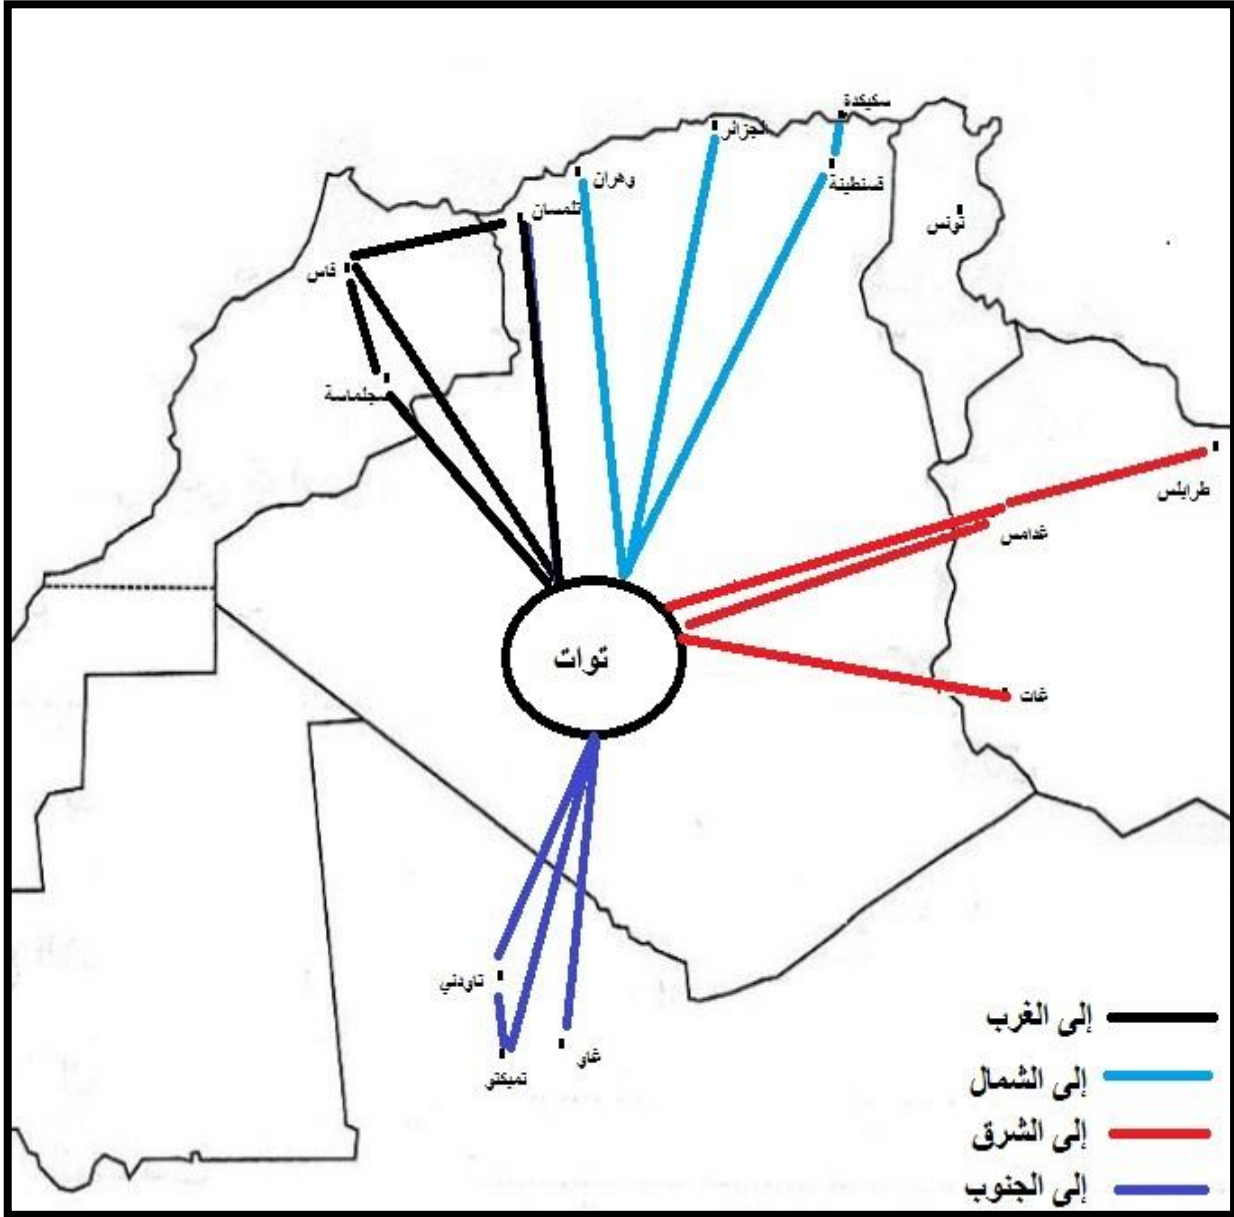 سكيكدة
الجزائر
قسنطينة
وهران
تلمسان
تونس
فاس
سجلماسة
طرابلس
غدامس
توات
غات
تاودني
غاو
تمبكتو
إلى الغرب
إلى الشمال
إلى الشرق
إلى الجنوب